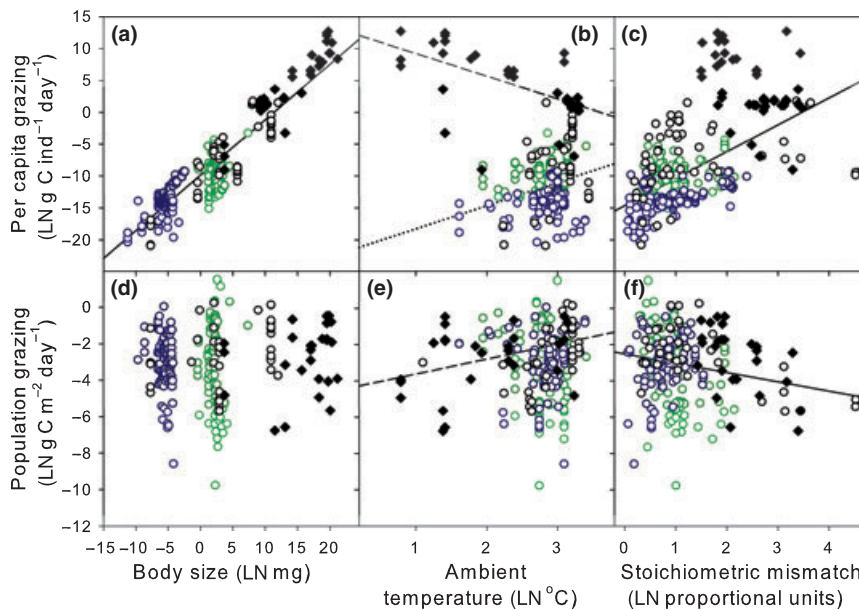 (a)
(b)
(c)
Per capita grazing
(LN g C ind⁻¹ day⁻¹)
15
10
5
0
−5
−10
−15
−20
(d)
(e)
(f)
Population grazing
(LN g C m⁻² day⁻¹)
0
−2
−4
−6
−8
−10
−12
−15 −10 −5 0 5 10 15 20
1 2 3
0 1 2 3 4
Body size (LN mg)
Ambient
temperature (LN °C)
Stoichiometric mismatch
(LN proportional units)